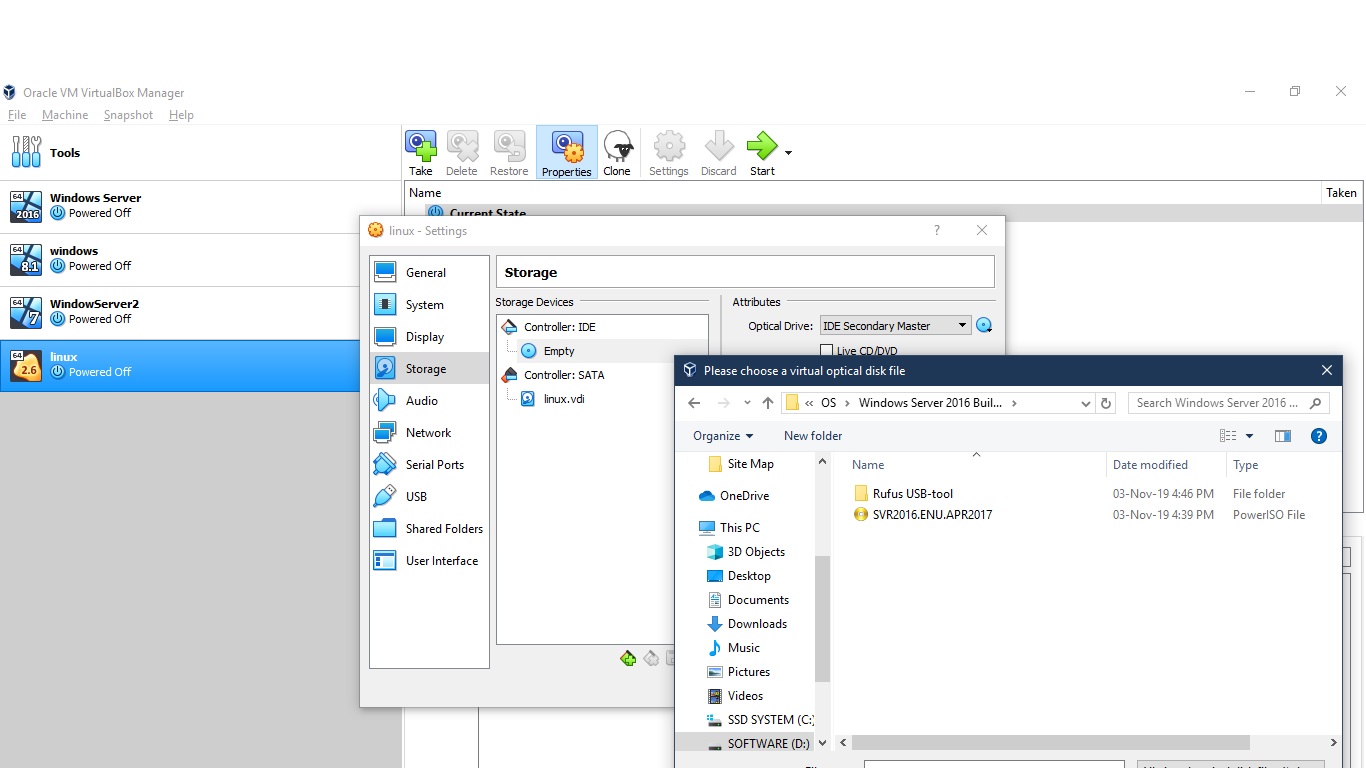 Oracle VM VirtualBox Manager
File Machine Snapshot Help
Tools
Take Delete Restore Properties Clone Settings Discard Start
Name Taken
Current State
64 2016 Windows Server
Powered Off
64 8.1 windows
Powered Off
64 7 WindowServer2
Powered Off
64 2.6 linux
Powered Off
linux - Settings ?
General
System
Display
Storage
Audio
Network
Serial Ports
USB
Shared Folders
User Interface
Storage
Storage Devices
Controller: IDE
Empty
Controller: SATA
linux.vdi
Attributes
Optical Drive: IDE Secondary Master
Live CD/DVD
Please choose a virtual optical disk file
« OS › Windows Server 2016 Buil... ›
Search Windows Server 2016 ...
Organize New folder ?
Site Map
OneDrive
This PC
3D Objects
Desktop
Documents
Downloads
Music
Pictures
Videos
SSD SYSTEM (C:)
SOFTWARE (D:)
Name Date modified Type
Rufus USB-tool 03-Nov-19 4:46 PM File folder
SVR2016.ENU.APR2017 03-Nov-19 4:39 PM PowerISO File